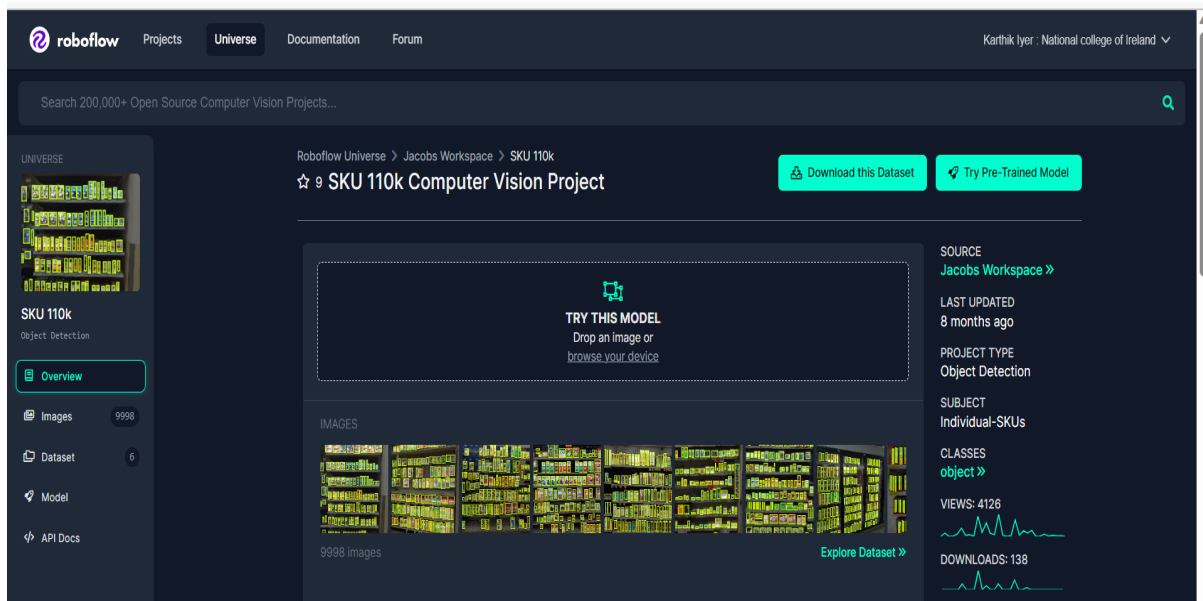 roboflow Projects Universe Documentation Forum Karthik Iyer : National college of Ireland
Search 200,000+ Open Source Computer Vision Projects...
UNIVERSE
SKU 110k
Object Detection
Overview
Images 9998
Dataset 6
Model
API Docs
Roboflow Universe > Jacobs Workspace > SKU 110k
9 SKU 110k Computer Vision Project
Download this Dataset
Try Pre-Trained Model
TRY THIS MODEL
Drop an image or
browse your device
IMAGES
9998 images
Explore Dataset »
SOURCE
Jacobs Workspace »
LAST UPDATED
8 months ago
PROJECT TYPE
Object Detection
SUBJECT
Individual-SKUs
CLASSES
object »
VIEWS: 4126
DOWNLOADS: 138